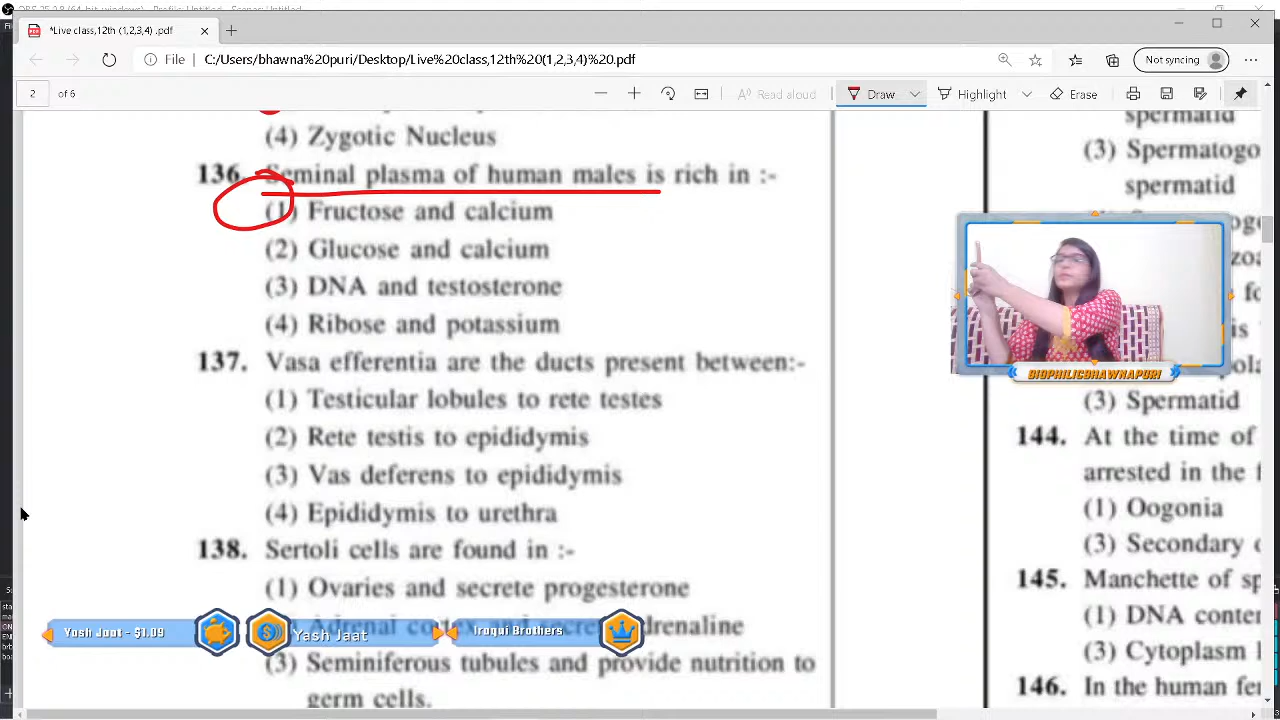 *Live class,12th (1,2,3,4) .pdf
File C:/Users/bhawna%20puri/Desktop/Live%20class,12th%20(1,2,3,4)%20.pdf
Not syncing
2 of 6
Read aloud
Draw
Highlight
Erase
(4) Zygotic Nucleus
136. Seminal plasma of human males is rich in :-
(1) Fructose and calcium
(2) Glucose and calcium
(3) DNA and testosterone
(4) Ribose and potassium
137. Vasa efferentia are the ducts present between:-
(1) Testicular lobules to rete testes
(2) Rete testis to epididymis
(3) Vas deferens to epididymis
(4) Epididymis to urethra
138. Sertoli cells are found in :-
(1) Ovaries and secrete progesterone
Adrenal cortex and secrete adrenaline
(3) Seminiferous tubules and provide nutrition to
germ cells.
spermatid
(3) Spermatogo
spermatid
BIOPHILICBHAWNAPURI
(3) Spermatid
144. At the time of
arrested in the f
(1) Oogonia
(3) Secondary o
145. Manchette of sp
(1) DNA conten
(3) Cytoplasm l
146. In the human fer
Yash Jaat - $1.09
Yash Jaat
Iraqui Brothers